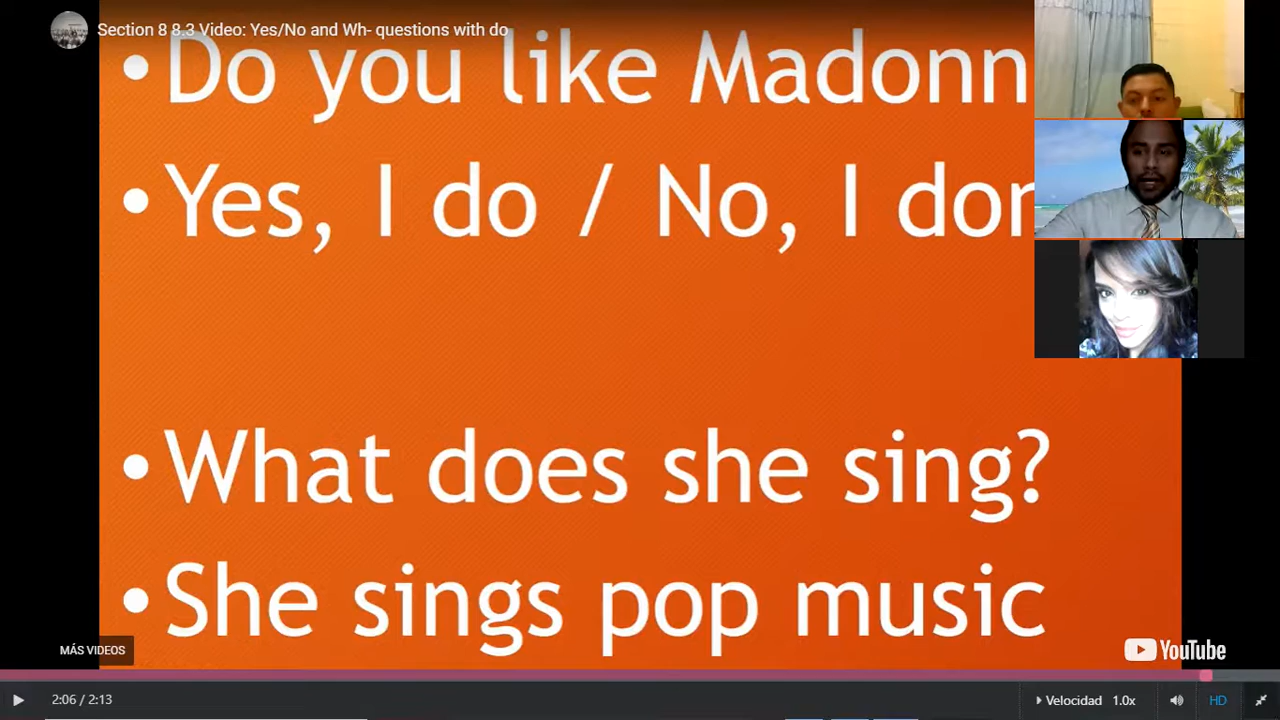 Section 8 8.3 Video: Yes/No and Wh- questions with do
• Do you like Madonn
• Yes, I do / No, I don
• What does she sing?
• She sings pop music
MÁS VIDEOS
YouTube
2:06 / 2:13
Velocidad 1.0x
HD